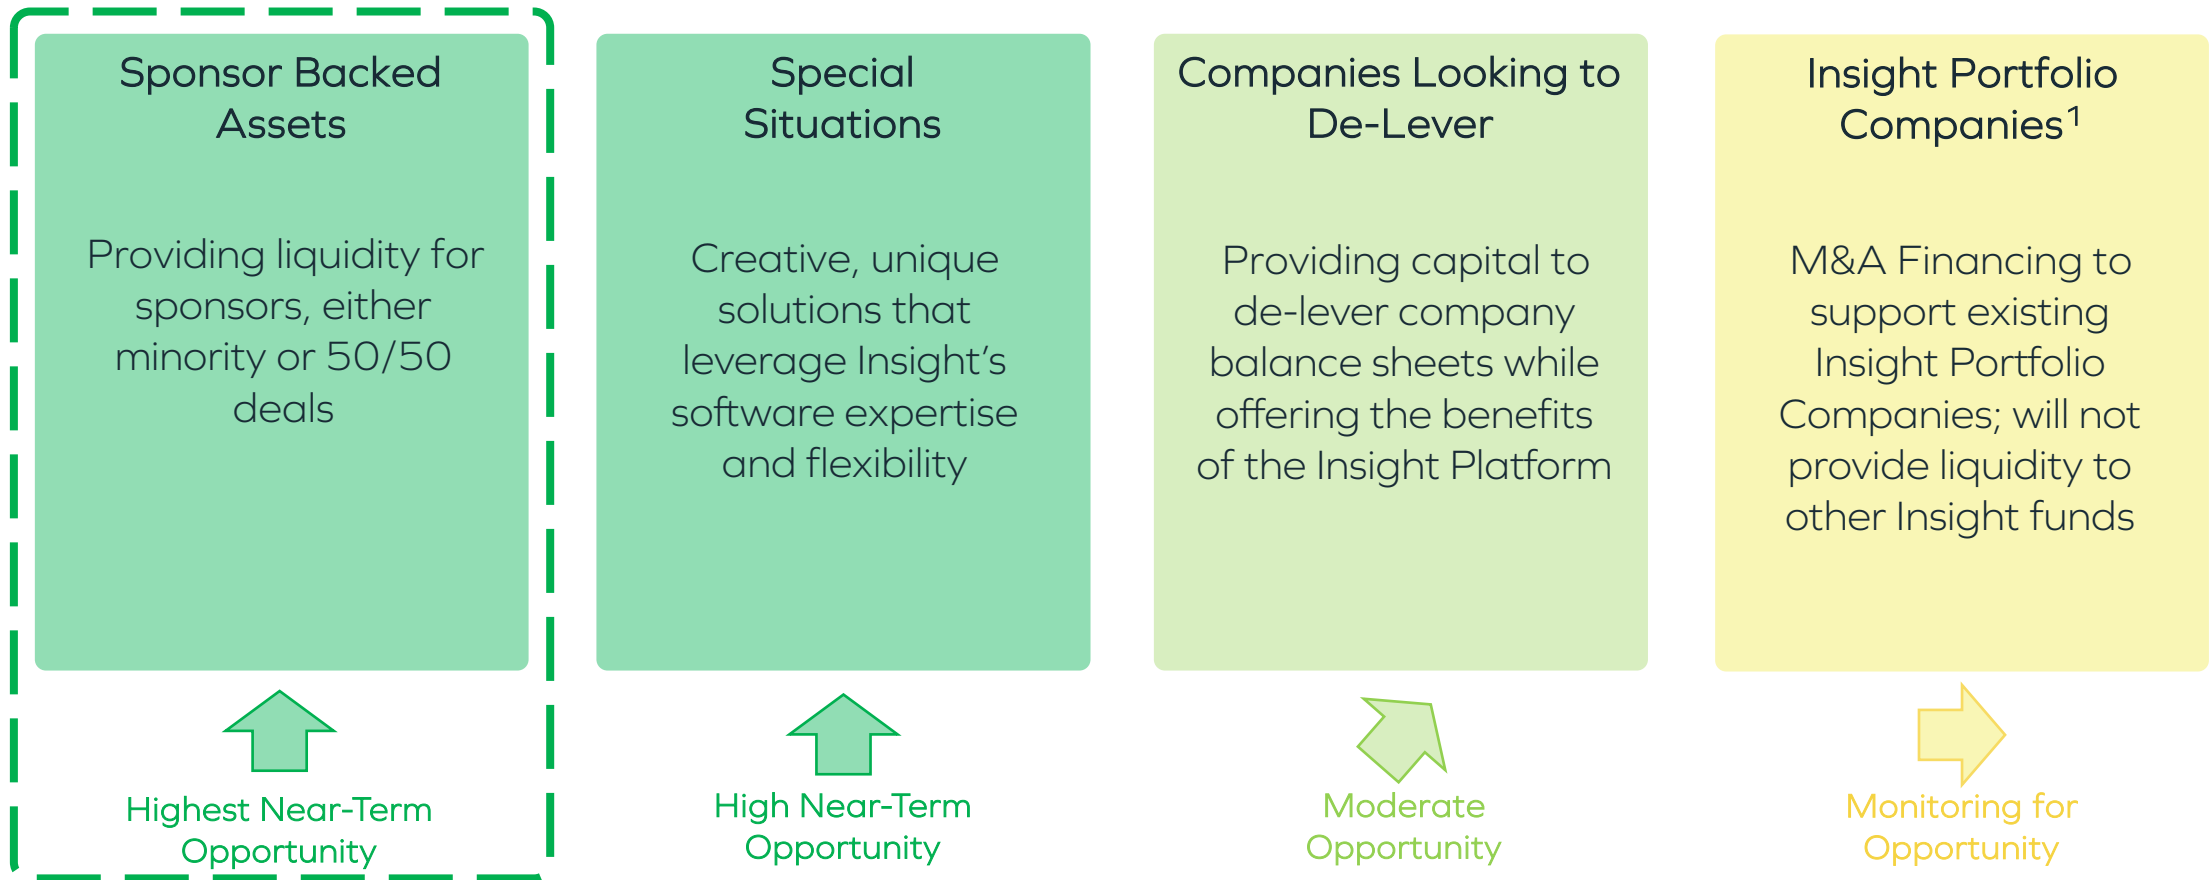 Sponsor Backed
Assets
Providing liquidity for
sponsors, either
minority or 50/50
deals
Highest Near-Term
Opportunity
Special
Situations
Creative, unique
solutions that
leverage Insight’s
software expertise
and flexibility
High Near-Term
Opportunity
Companies Looking to
De-Lever
Providing capital to
de-lever company
balance sheets while
offering the benefits
of the Insight Platform
Moderate
Opportunity
Insight Portfolio
Companies¹
M&A Financing to
support existing
Insight Portfolio
Companies; will not
provide liquidity to
other Insight funds
Monitoring for
Opportunity